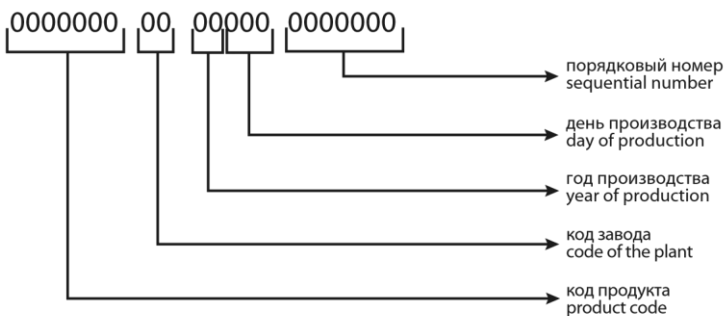 0000000 00 00000 0000000
порядковый номер
sequential number
день производства
day of production
год производства
year of production
код завода
code of the plant
код продукта
product code